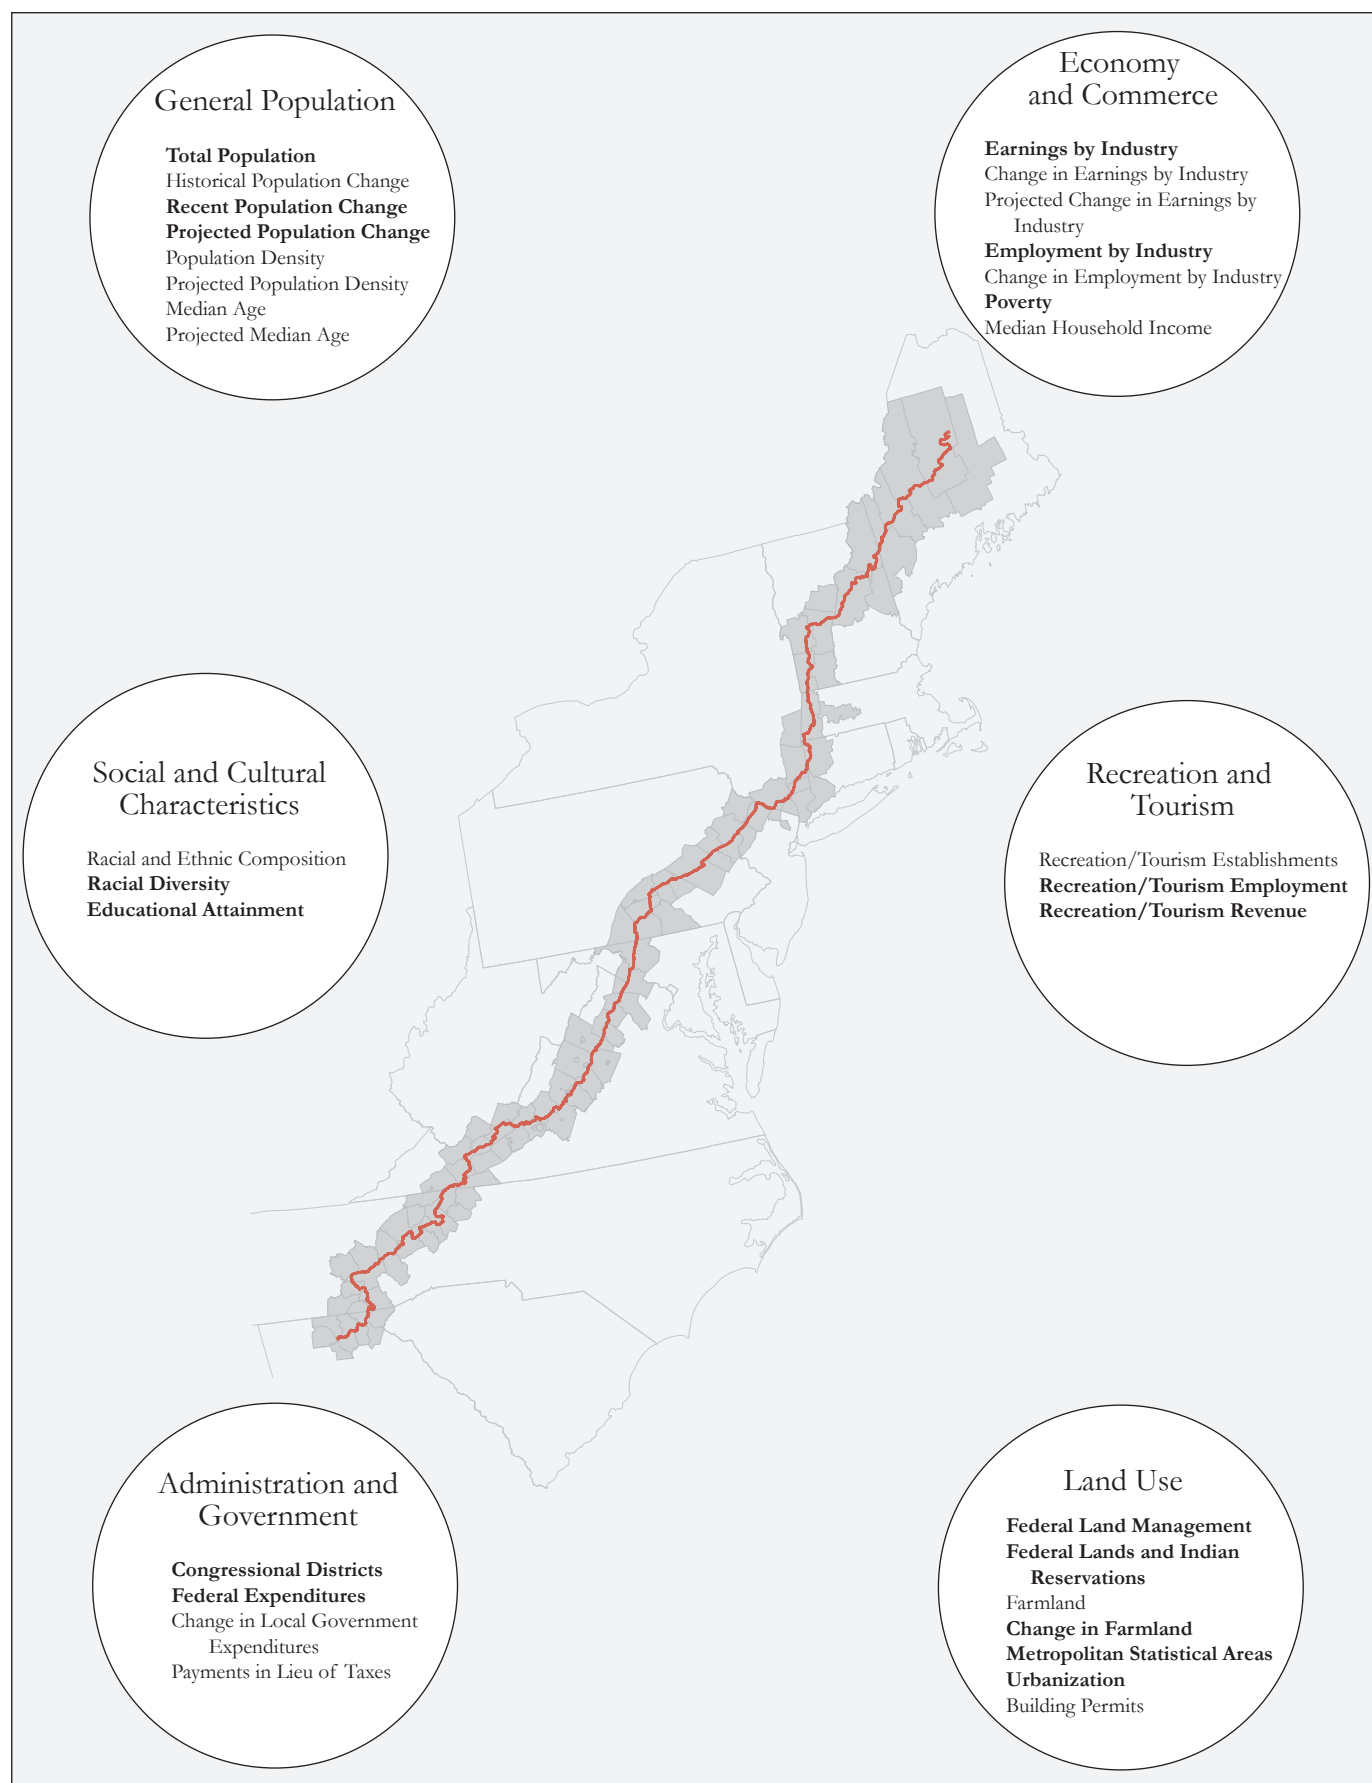 General Population
Total Population
Historical Population Change
Recent Population Change
Projected Population Change
Population Density
Projected Population Density
Median Age
Projected Median Age
Economy
and Commerce
Earnings by Industry
Change in Earnings by Industry
Projected Change in Earnings by
Industry
Employment by Industry
Change in Employment by Industry
Poverty
Median Household Income
Social and Cultural
Characteristics
Racial and Ethnic Composition
Racial Diversity
Educational Attainment
Recreation and
Tourism
Recreation/Tourism Establishments
Recreation/Tourism Employment
Recreation/Tourism Revenue
Administration and
Government
Congressional Districts
Federal Expenditures
Change in Local Government
Expenditures
Payments in Lieu of Taxes
Land Use
Federal Land Management
Federal Lands and Indian
Reservations
Farmland
Change in Farmland
Metropolitan Statistical Areas
Urbanization
Building Permits